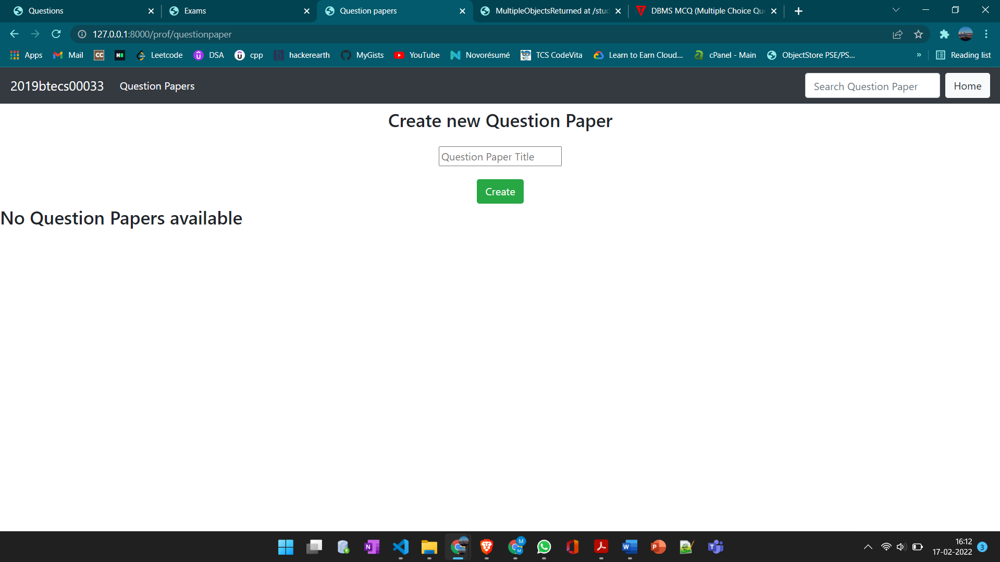 Questions
Exams
Question papers
MultipleObjectsReturned at /stud
DBMS MCQ (Multiple Choice Que
127.0.0.1:8000/prof/questionpaper
Apps
Mail
CC
H
Leetcode
DSA
cpp
h
hackerearth
MyGists
YouTube
Novorésumé
TCS CodeVita
Learn to Earn Cloud...
cPanel - Main
ObjectStore PSE/PS...
»
Reading list
2019btecs00033
Question Papers
Search Question Paper
Home
Create new Question Paper
Question Paper Title
Create
No Question Papers available
N
M
M
W
P
T
16:12
17-02-2022
3